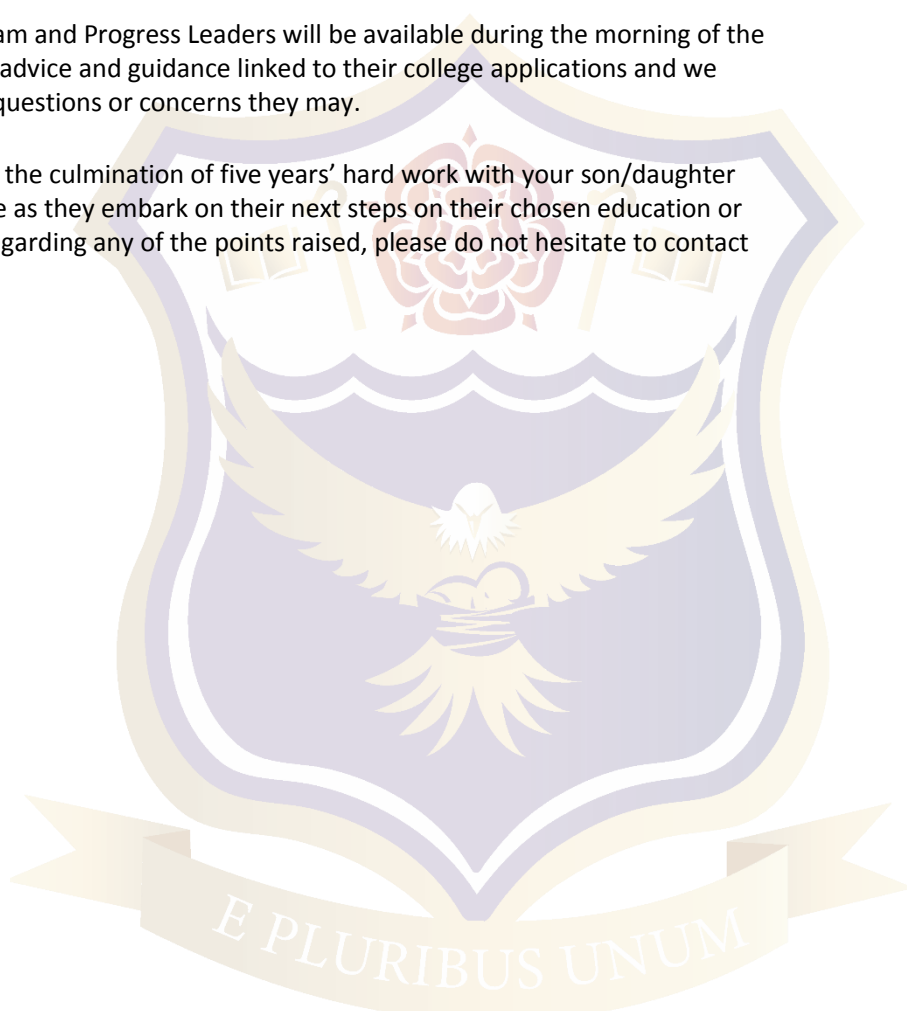 am and Progress Leaders will be available during the morning of the
advice and guidance linked to their college applications and we
questions or concerns they may.
the culmination of five years’ hard work with your son/daughter
e as they embark on their next steps on their chosen education or
garding any of the points raised, please do not hesitate to contact
E PLURIBUS UNUM